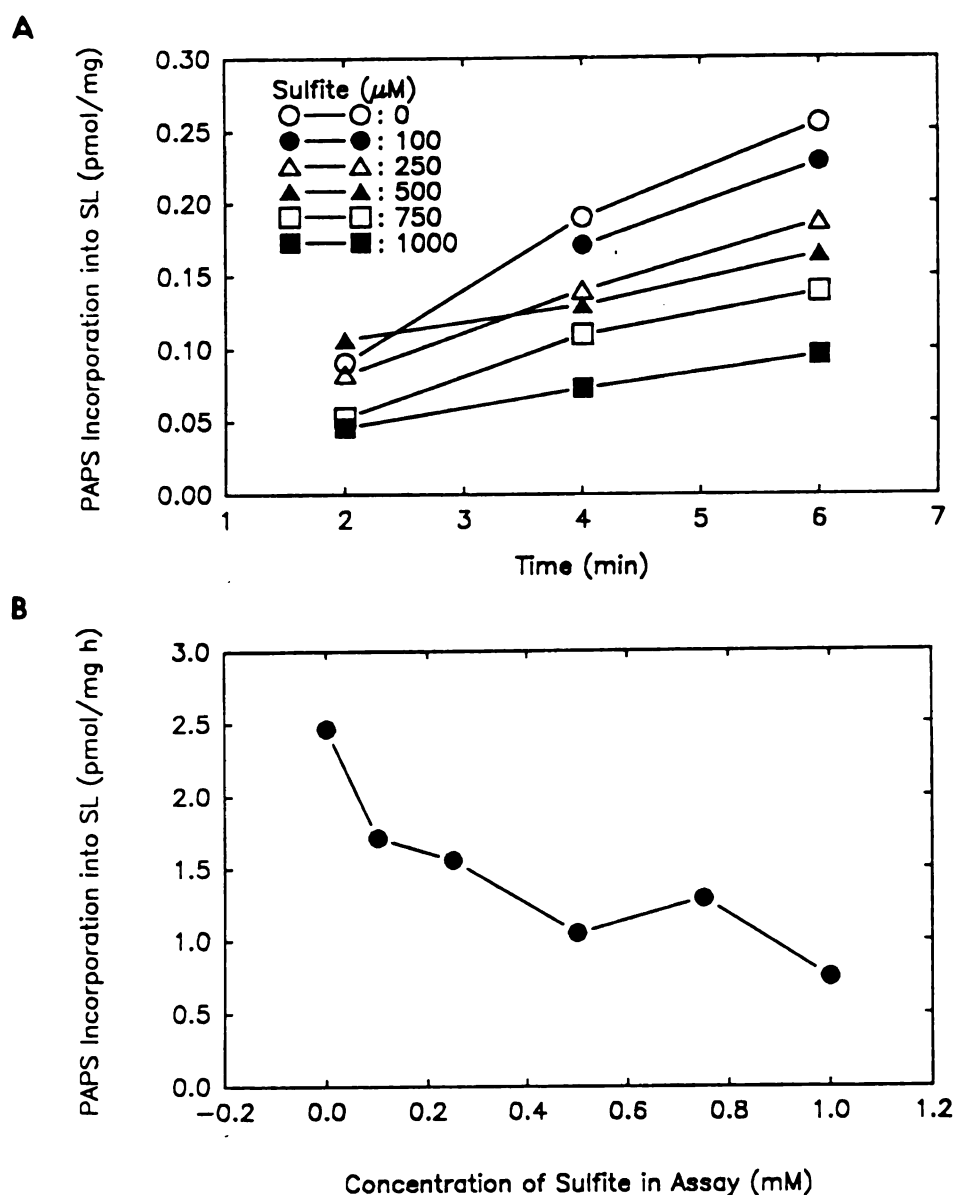 A
PAPS Incorporation into SL (pmol/mg)
0.30
0.25
0.20
0.15
0.10
0.05
0.00
Sulfite (μM)
: 0
: 100
: 250
: 500
: 750
: 1000
1 2 3 4 5 6 7
Time (min)
B
PAPS Incorporation into SL (pmol/mg h)
3.0
2.5
2.0
1.5
1.0
0.5
0.0
−0.2 0.0 0.2 0.4 0.6 0.8 1.0 1.2
Concentration of Sulfite in Assay (mM)